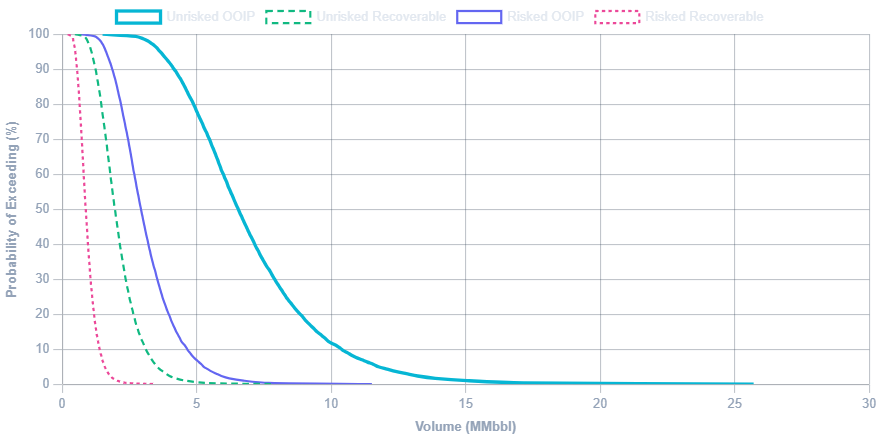 Unrisked OOIP Unrisked Recoverable Risked OOIP Risked Recoverable
100
90
80
70
60
50
40
30
20
10
0
Probability of Exceeding (%)
0 5 10 15 20 25 30
Volume (MMbbl)